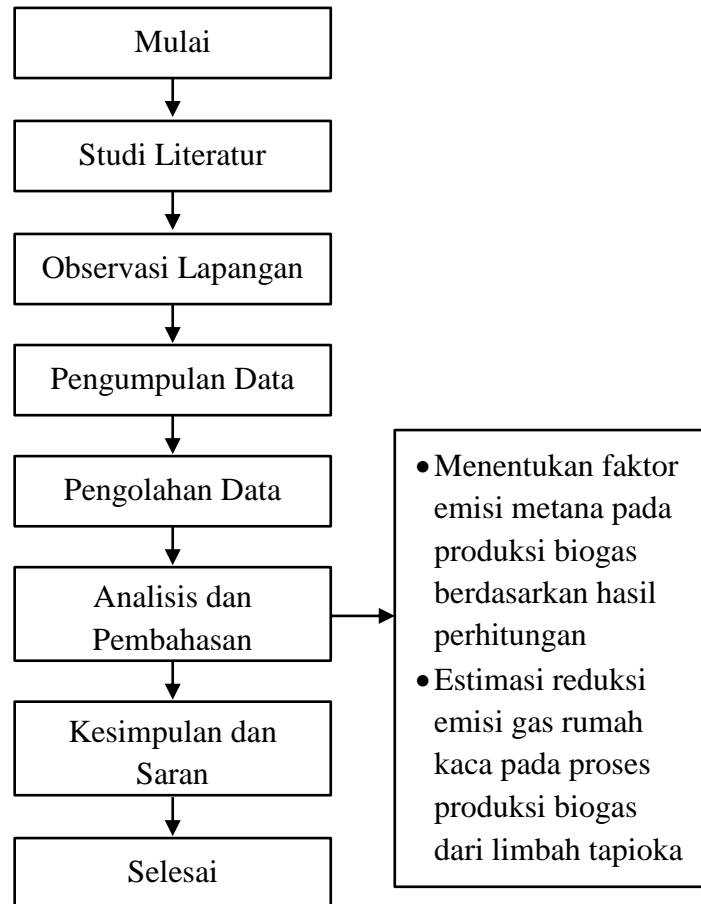 Mulai
Studi Literatur
Observasi Lapangan
Pengumpulan Data
Pengolahan Data
Analisis dan
Pembahasan
•Menentukan faktor
emisi metana pada
produksi biogas
berdasarkan hasil
perhitungan
•Estimasi reduksi
emisi gas rumah
kaca pada proses
produksi biogas
dari limbah tapioka
Kesimpulan dan
Saran
Selesai